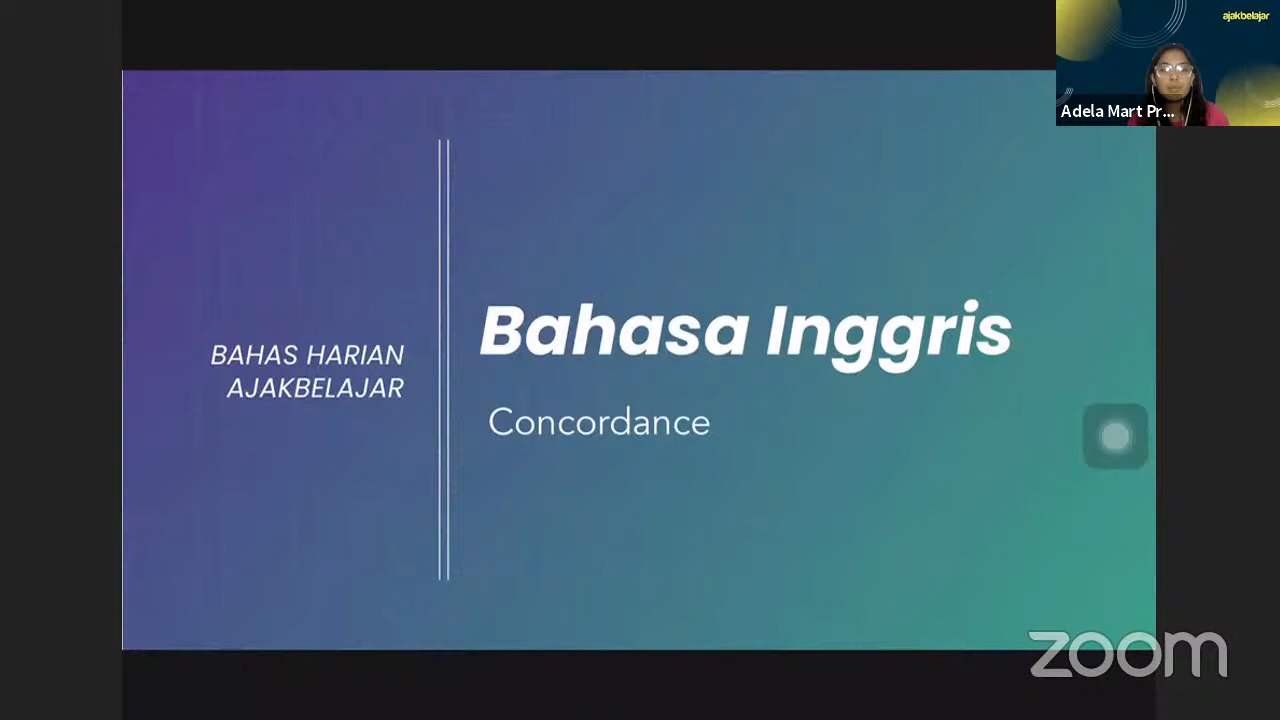 ajakbelajar
Adela Mart Pr...
BAHAS HARIAN
AJAKBELAJAR
Bahasa Inggris
Concordance
zoom